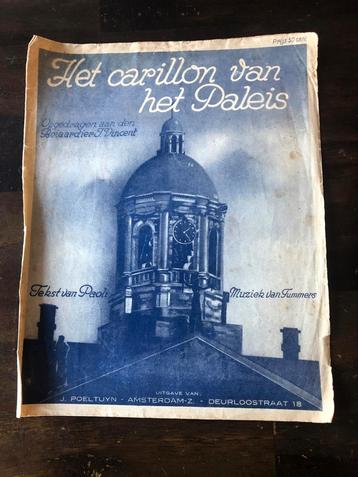 Prijs 50 cent
Het carillon van
het Paleis
Opgedragen aan den
Beiaardier J. Vincent
Tekst van Paoli
Muziek van Tummers
UITGAVE VAN:
J. POELTUYN - AMSTERDAM-Z. - DEURLOOSTRAAT 18